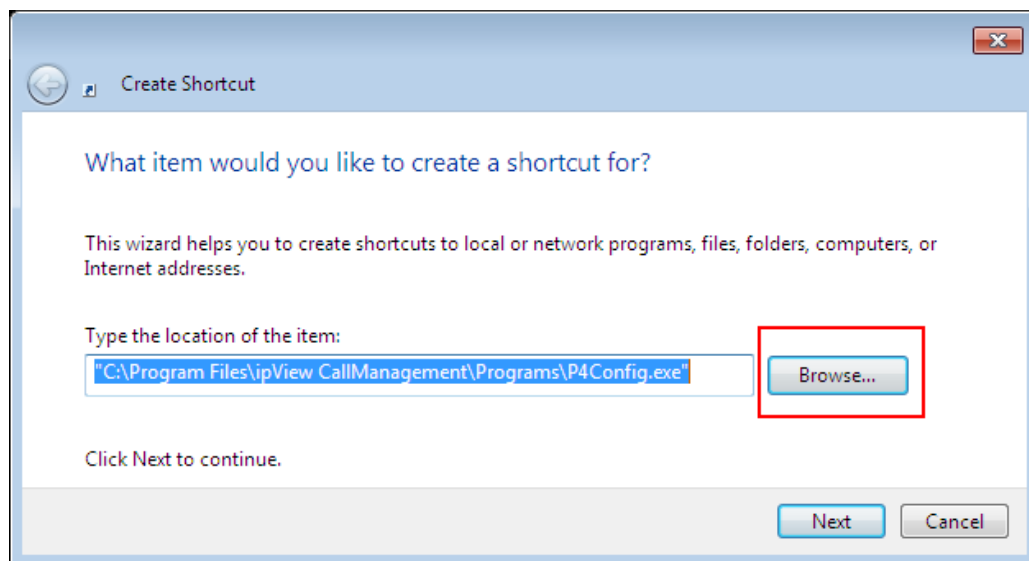 Create Shortcut
What item would you like to create a shortcut for?
This wizard helps you to create shortcuts to local or network programs, files, folders, computers, or
Internet addresses.
Type the location of the item:
"C:\Program Files\ipView CallManagement\Programs\P4Config.exe"
Browse...
Click Next to continue.
Next
Cancel